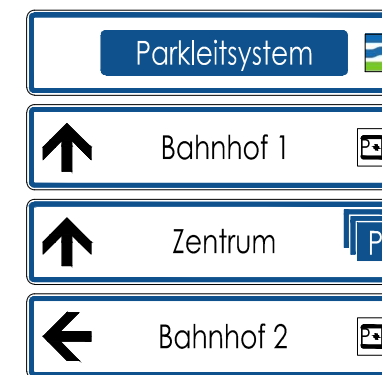 Parkleitsystem
Bahnhof 1
P
Zentrum
P
Bahnhof 2
P